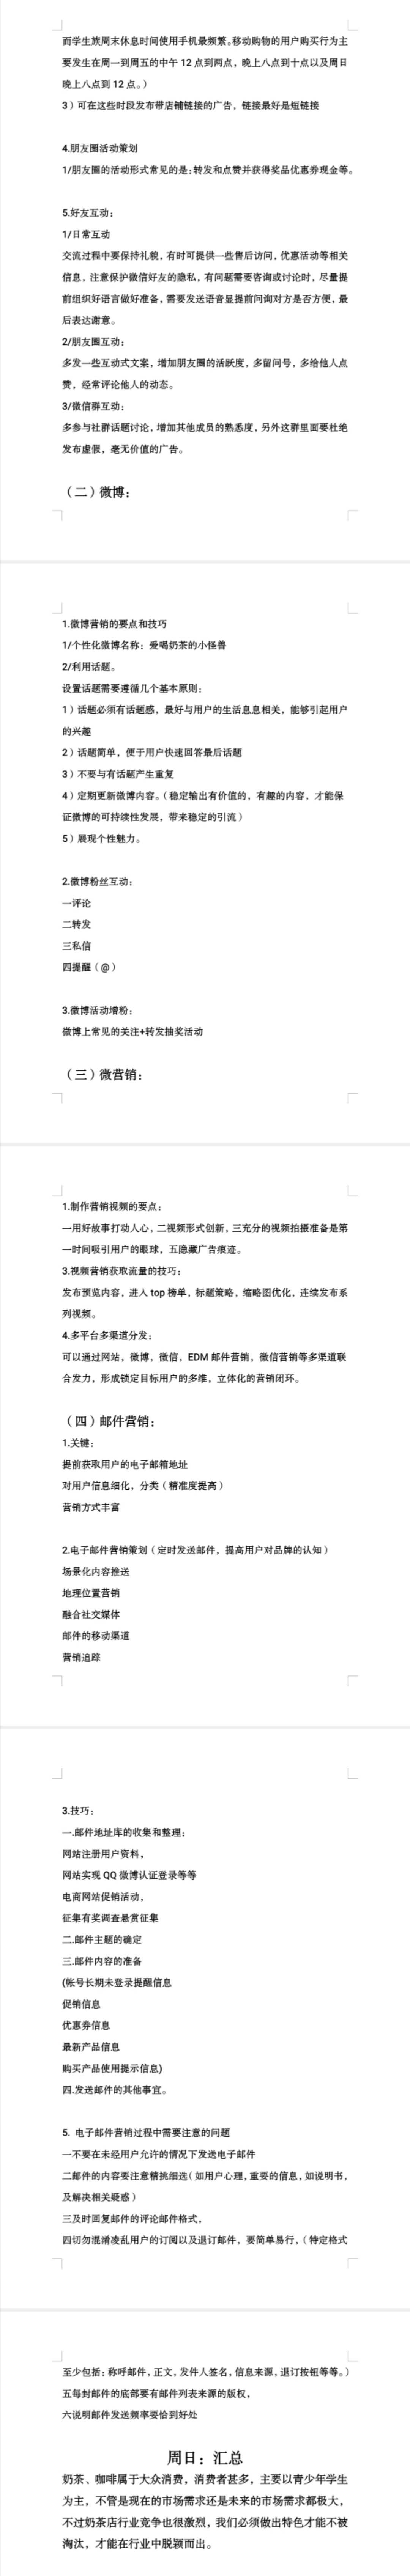 而学生族周末休息时间使用手机最频繁。移动购物的用户购买行为主
要发生在周一到周五的中午 12 点到两点，晚上八点到十点以及周日
晚上八点到 12 点。）
3）可在这些时段发布带店铺链接的广告，链接最好是短链接
4.朋友圈活动策划
1/朋友圈的活动形式常见的是：转发和点赞并获得奖品优惠券现金等。
5.好友互动：
1/日常互动
交流过程中要保持礼貌，有时可提供一些售后访问，优惠活动等相关
信息，注意保护微信好友的隐私，有问题需要咨询或讨论时，尽量提
前组织好语言做好准备，需要发送语音显提前问询对方是否方便，最
后表达谢意。
2/朋友圈互动：
多发一些互动式文案，增加朋友圈的活跃度，多留问号，多给他人点
赞，经常评论他人的动态。
3/微信群互动：
多参与社群话题讨论，增加其他成员的熟悉度，另外这群里面要杜绝
发布虚假，毫无价值的广告。
（二）微博：
1.微博营销的要点和技巧
1/个性化微博名称：爱喝奶茶的小怪兽
2/利用话题。
设置话题需要遵循几个基本原则：
1）话题必须有话题感，最好与用户的生活息息相关，能够引起用户
的兴趣
2）话题简单，便于用户快速回答最后话题
3）不要与有话题产生重复
4）定期更新微博内容。（稳定输出有价值的，有趣的内容，才能保
证微博的可持续性发展，带来稳定的引流）
5）展现个性魅力。
2.微博粉丝互动：
一评论
二转发
三私信
四提醒（@）
3.微博活动增粉：
微博上常见的关注+转发抽奖活动
（三）微营销：
1.制作营销视频的要点：
一用好故事打动人心，二视频形式创新，三充分的视频拍摄准备是第
一时间吸引用户的眼球，五隐藏广告痕迹。
3.视频营销获取流量的技巧：
发布预览内容，进入 top 榜单，标题策略，缩略图优化，连续发布系
列视频。
4.多平台多渠道分发：
可以通过网站，微博，微信，EDM 邮件营销，微信营销等多渠道联
合发力，形成锁定目标用户的多维，立体化的营销闭环。
（四）邮件营销：
1.关键：
提前获取用户的电子邮箱地址
对用户信息细化，分类（精准度提高）
营销方式丰富
2.电子邮件营销策划（定时发送邮件，提高用户对品牌的认知）
场景化内容推送
地理位置营销
融合社交媒体
邮件的移动渠道
营销追踪
3.技巧：
一.邮件地址库的收集和整理：
网站注册用户资料，
网站实现 QQ 微博认证登录等等
电商网站促销活动，
征集有奖调查悬赏征集
二.邮件主题的确定
三.邮件内容的准备
(帐号长期未登录提醒信息
促销信息
优惠券信息
最新产品信息
购买产品使用提示信息)
四.发送邮件的其他事宜。
5. 电子邮件营销过程中需要注意的问题
一不要在未经用户允许的情况下发送电子邮件
二邮件的内容要注意精挑细选（如用户心理，重要的信息，如说明书，
及解决相关疑惑）
三及时回复邮件的评论邮件格式，
四切勿混淆凌乱用户的订阅以及退订邮件，要简单易行，（特定格式
至少包括：称呼邮件，正文，发件人签名，信息来源，退订按钮等等。）
五每封邮件的底部要有邮件列表来源的版权，
六说明邮件发送频率要恰到好处
周日：汇总
奶茶、咖啡属于大众消费，消费者甚多，主要以青少年学生
为主，不管是现在的市场需求还是未来的市场需求都极大，
不过奶茶店行业竞争也很激烈，我们必须做出特色才能不被
淘汰，才能在行业中脱颖而出。